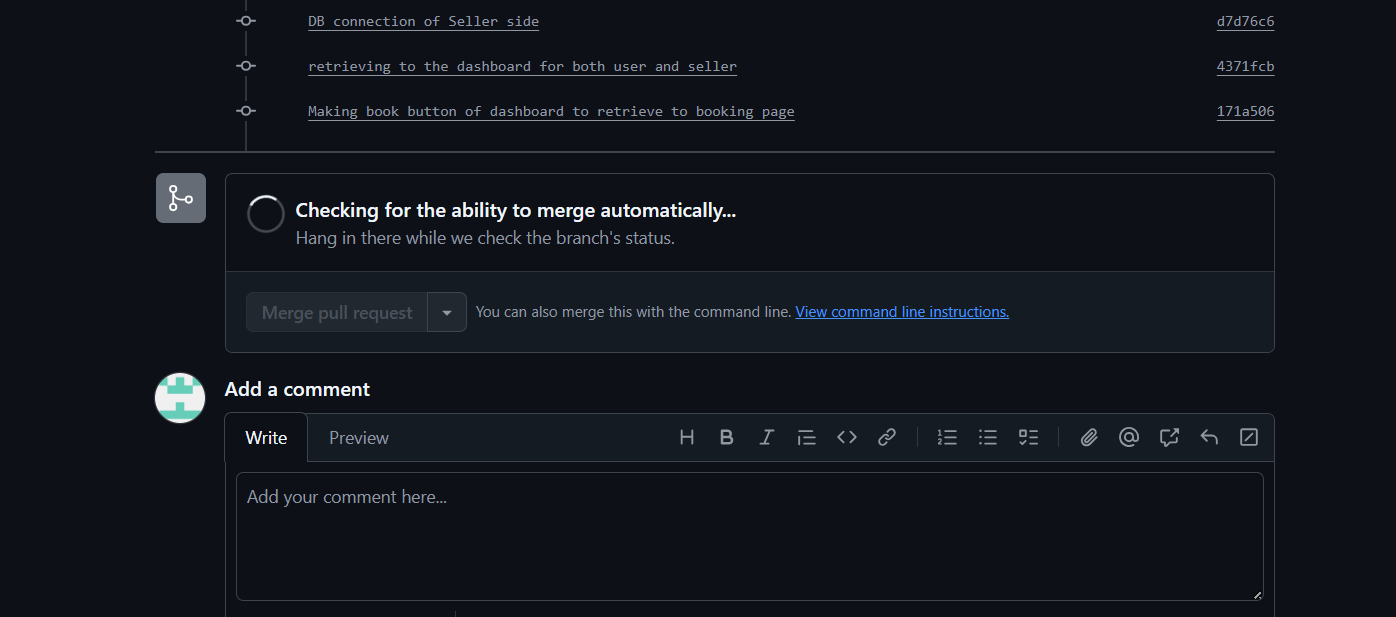 DB connection of Seller side d7d76c6
retrieving to the dashboard for both user and seller 4371fcb
Making book button of dashboard to retrieve to booking page 171a506
Checking for the ability to merge automatically...
Hang in there while we check the branch's status.
Merge pull request You can also merge this with the command line. View command line instructions.
Add a comment
Write Preview
Add your comment here...